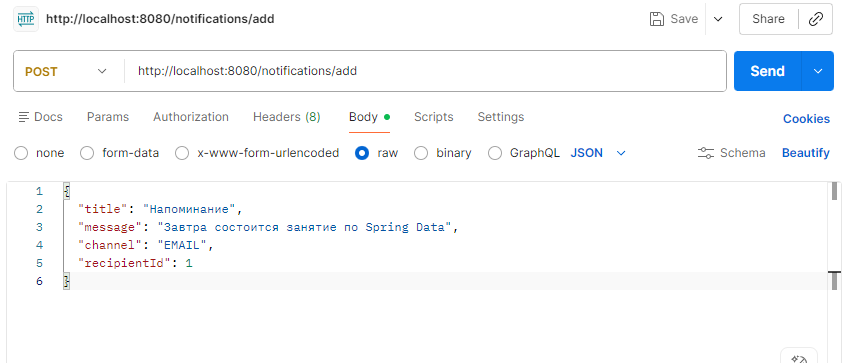 HTTP http://localhost:8080/notifications/add Save Share
POST http://localhost:8080/notifications/add Send
Docs Params Authorization Headers (8) Body Scripts Settings Cookies
none form-data x-www-form-urlencoded raw binary GraphQL JSON Schema Beautify
1 {
2 "title": "Напоминание",
3 "message": "Завтра состоится занятие по Spring Data",
4 "channel": "EMAIL",
5 "recipientId": 1
6 }